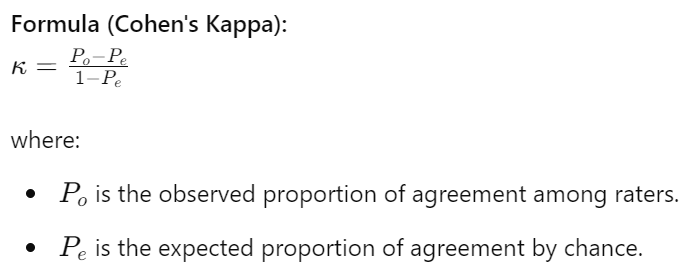 Formula (Cohen's Kappa):
κ = \frac{P_o − P_e}{1 − P_e}
where:
• P_o is the observed proportion of agreement among raters.
• P_e is the expected proportion of agreement by chance.